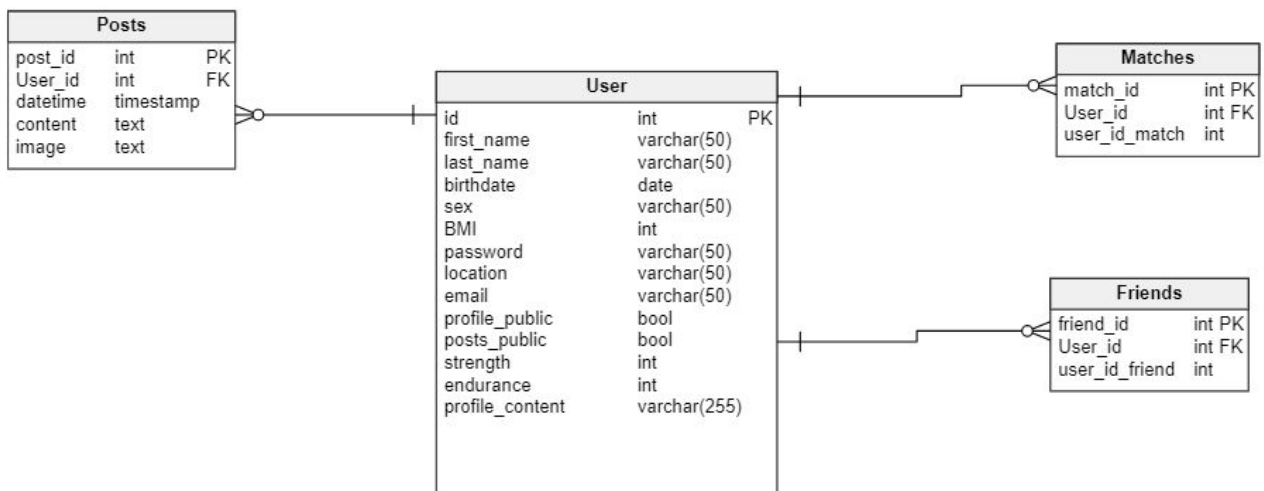 Posts
post_id int PK
User_id int FK
datetime timestamp
content text
image text
User
id int PK
first_name varchar(50)
last_name varchar(50)
birthdate date
sex varchar(50)
BMI int
password varchar(50)
location varchar(50)
email varchar(50)
profile_public bool
posts_public bool
strength int
endurance int
profile_content varchar(255)
Matches
match_id int PK
User_id int FK
user_id_match int
Friends
friend_id int PK
User_id int FK
user_id_friend int